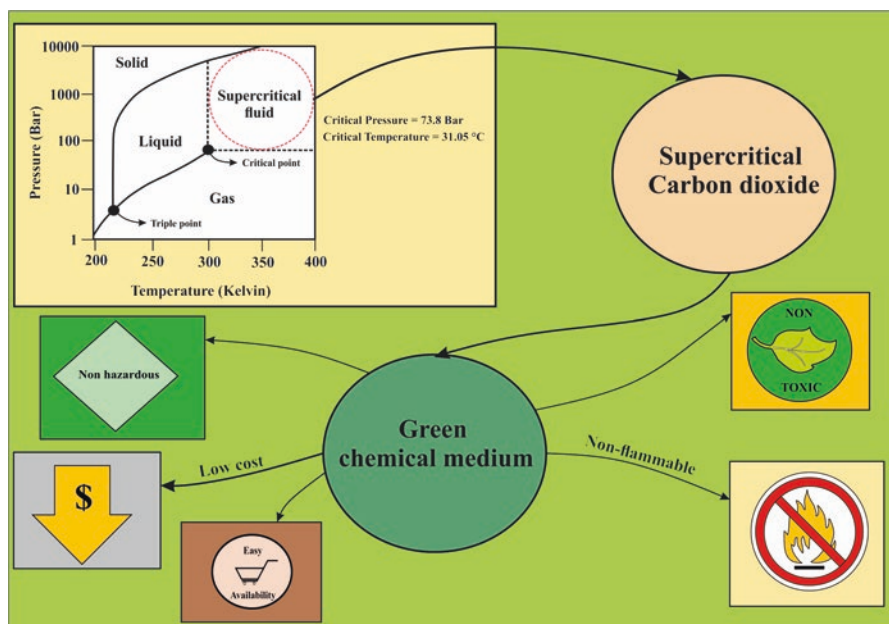 10000
1000
100
10
1
Pressure (Bar)
Solid
Liquid
Supercritical
fluid
Critical point
Gas
Triple point
200
250
300
350
400
Temperature (Kelvin)
Critical Pressure = 73.8 Bar
Critical Temperature = 31.05 °C
Supercritical
Carbon dioxide
Non hazardous
NON
TOXIC
Green
chemical medium
Low cost
$
Easy
Availability
Non-flammable